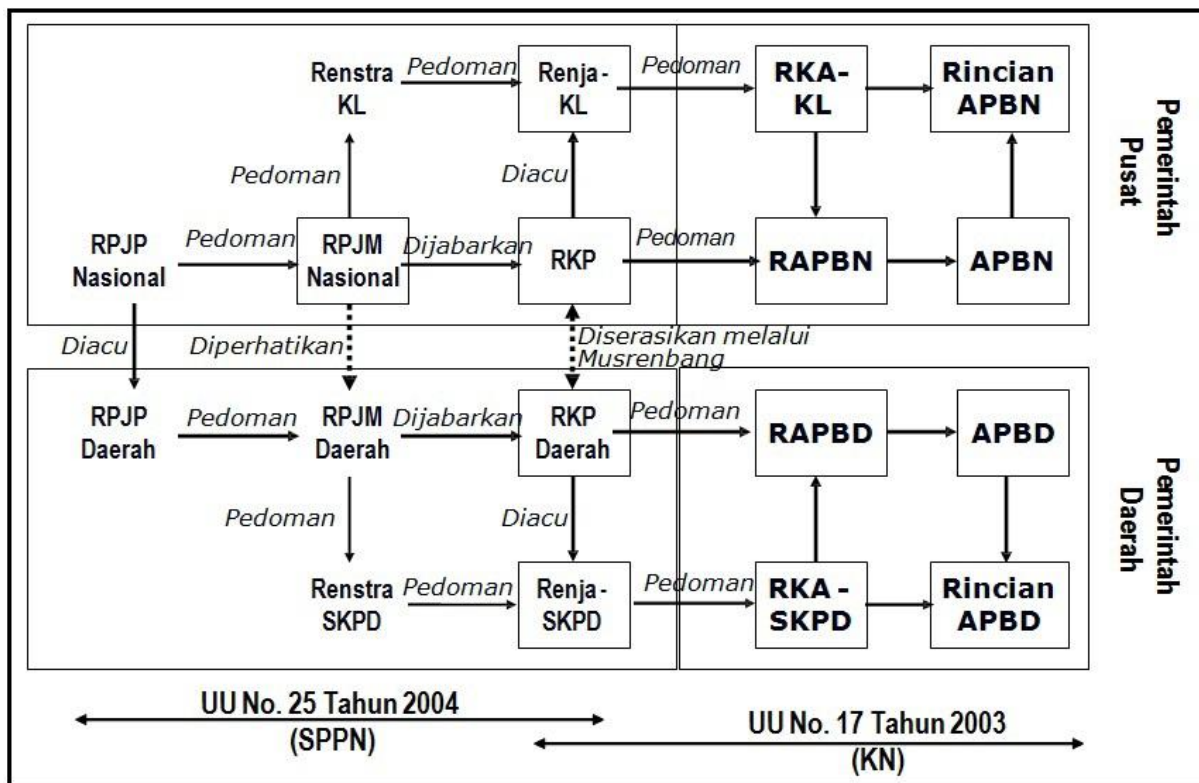 Renstra
KL
Pedoman
Renja-
KL
Pedoman
RKA-
KL
Rincian
APBN
Pemerintah
Pusat
Pedoman
Diacu
RPJP
Nasional
Pedoman
RPJM
Nasional
Dijabarkan
RKP
Pedoman
RAPBN
APBN
Diacu
Diperhatikan
Diserasikan melalui
Musrenbang
RPJP
Daerah
Pedoman
RPJM
Daerah
Dijabarkan
RKP
Daerah
Pedoman
RAPBD
APBD
Pemerintah
Daerah
Pedoman
Diacu
Renstra
SKPD
Pedoman
Renja-
SKPD
Pedoman
RKA -
SKPD
Rincian
APBD
UU No. 25 Tahun 2004
(SPPN)
UU No. 17 Tahun 2003
(KN)